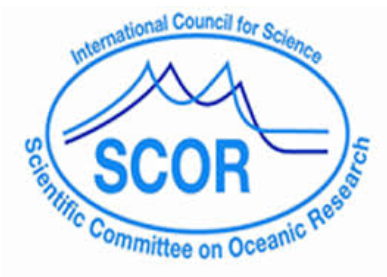 International Council for Science
SCOR
Scientific Committee on Oceanic Research